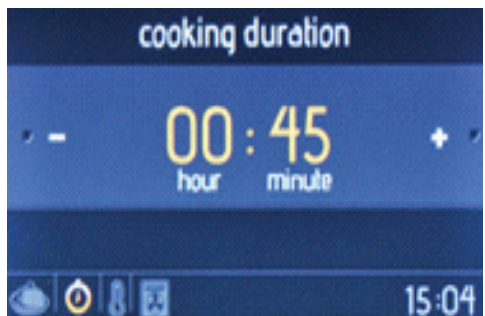 cooking duration
- 00 : 45 +
hour minute
15:04